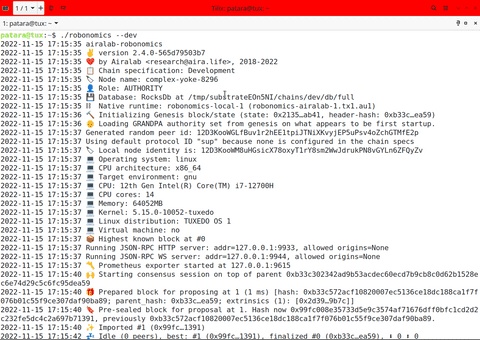 1 / 1
Tilix: patara@tux:~
1: patara@tux:~
patara@tux:~$ ./robonomics --dev
2022-11-15 17:15:35 airalab-robonomics
2022-11-15 17:15:35 ✌️ version 2.4.0-565d79503b7
2022-11-15 17:15:35 ❤️ by Airalab <research@aira.life>, 2018-2022
2022-11-15 17:15:35 📋 Chain specification: Development
2022-11-15 17:15:35 🏷 Node name: complex-yoke-8296
2022-11-15 17:15:35 👤 Role: AUTHORITY
2022-11-15 17:15:35 💾 Database: RocksDb at /tmp/substrateEOn5NI/chains/dev/db/full
2022-11-15 17:15:35 ⛓ Native runtime: robonomics-local-1 (robonomics-airalab-1.tx1.au1)
2022-11-15 17:15:36 🔨 Initializing Genesis block/state (state: 0x2135…ab41, header-hash: 0xb33c…ea59)
2022-11-15 17:15:36 👴 Loading GRANDPA authority set from genesis on what appears to be first startup.
2022-11-15 17:15:37 Generated random peer id: 12D3KooWGLfBuv1r2hEE1tpiJTNiXKvyjEP5uPsv4oZchGTMfE2p
2022-11-15 17:15:37 Using default protocol ID "sup" because none is configured in the chain specs
2022-11-15 17:15:37 🏷 Local node identity is: 12D3KooWM8uHGsicX78oxyT1rY8sm2WwJdrukPN8vGYLn6ZFQyZv
2022-11-15 17:15:37 💻 Operating system: linux
2022-11-15 17:15:37 💻 CPU architecture: x86_64
2022-11-15 17:15:37 💻 Target environment: gnu
2022-11-15 17:15:37 💻 CPU: 12th Gen Intel(R) Core(TM) i7-12700H
2022-11-15 17:15:37 💻 CPU cores: 14
2022-11-15 17:15:37 💻 Memory: 64052MB
2022-11-15 17:15:37 💻 Kernel: 5.15.0-10052-tuxedo
2022-11-15 17:15:37 💻 Linux distribution: TUXEDO OS 1
2022-11-15 17:15:37 💻 Virtual machine: no
2022-11-15 17:15:37 📦 Highest known block at #0
2022-11-15 17:15:37 Running JSON-RPC HTTP server: addr=127.0.0.1:9933, allowed origins=None
2022-11-15 17:15:37 Running JSON-RPC WS server: addr=127.0.0.1:9944, allowed origins=None
2022-11-15 17:15:37 〽️ Prometheus exporter started at 127.0.0.1:9615
2022-11-15 17:15:40 🙌 Starting consensus session on top of parent 0xb33c302342ad9b53acdec60ecd7b9cb8c0d62b1528e
c6e74d29c5c6fc95dea59
2022-11-15 17:15:40 🎁 Prepared block for proposing at 1 (1 ms) [hash: 0xb33c572acf10820007ec5136ce18dc188ca1f7f
076b01c55f9ce307daf90ba89; parent_hash: 0xb33c…ea59; extrinsics (1): [0x2d39…9b7c]]
2022-11-15 17:15:40 🔖 Pre-sealed block for proposal at 1. Hash now 0x99fc008e35733d5e9c3574af71676dff0bfc1cd2d2
c232fe5dc4c2a697b71391, previously 0xb33c572acf10820007ec5136ce18dc188ca1f7f076b01c55f9ce307daf90ba89.
2022-11-15 17:15:40 ✨ Imported #1 (0x99fc…1391)
2022-11-15 17:15:42 💤 Idle (0 peers), best: #1 (0x99fc…1391), finalized #0 (0xb33c…ea59), ⬇ 0 ⬆ 0